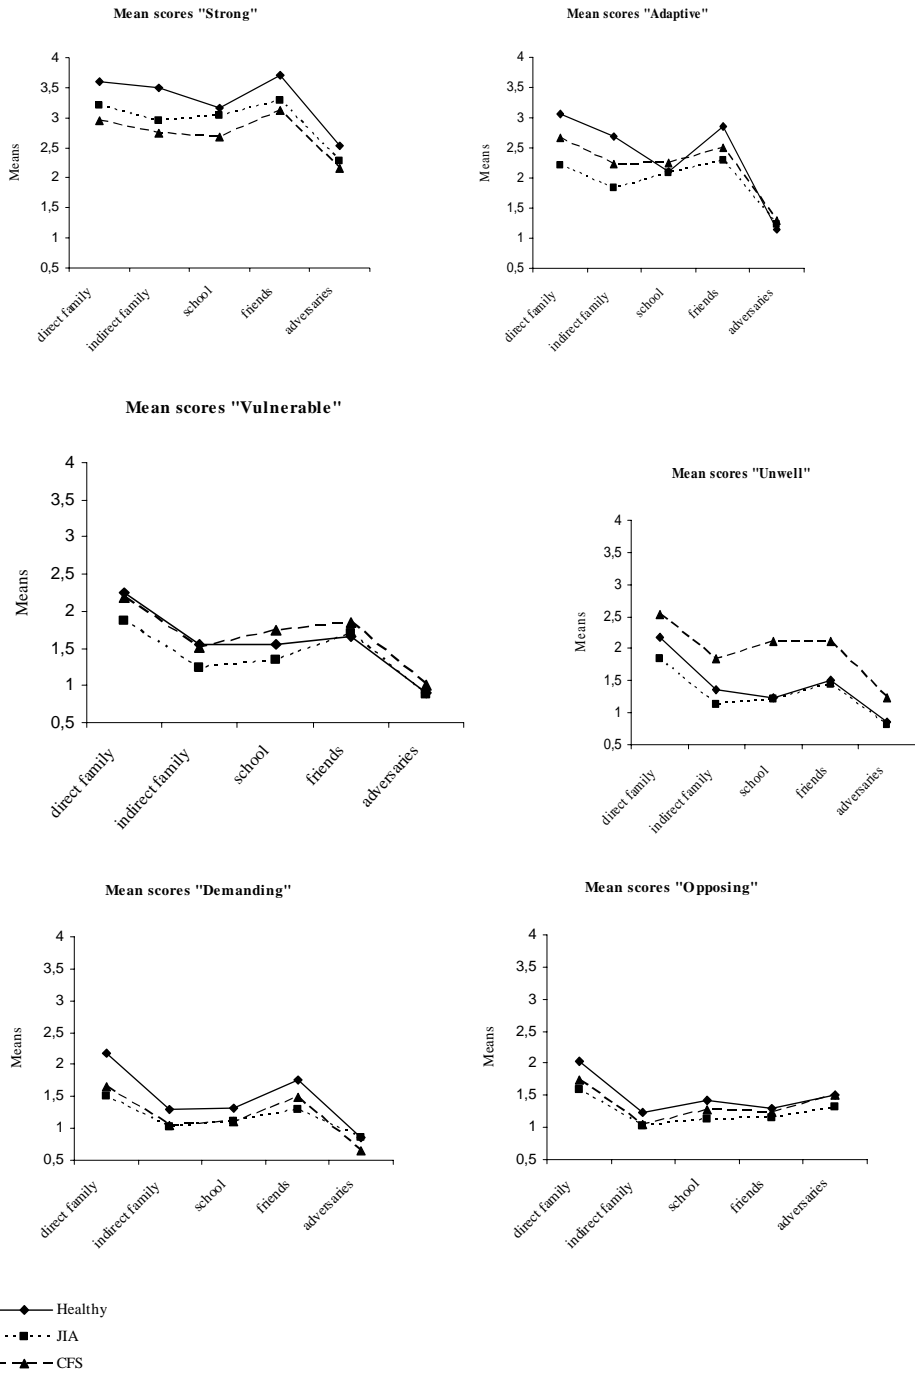 Mean scores "Strong"
4
3,5
3
2,5
2
1,5
1
0,5
Means
direct family
indirect family
school
friends
adversaries
Mean scores "Adaptive"
4
3,5
3
2,5
2
1,5
1
0,5
Means
direct family
indirect family
school
friends
adversaries
Mean scores "Vulnerable"
4
3,5
3
2,5
2
1,5
1
0,5
Means
direct family
indirect family
school
friends
adversaries
Mean scores "Unwell"
4
3,5
3
2,5
2
1,5
1
0,5
Means
direct family
indirect family
school
friends
adversaries
Mean scores "Demanding"
4
3,5
3
2,5
2
1,5
1
0,5
Means
direct family
indirect family
school
friends
adversaries
Mean scores "Opposing"
4
3,5
3
2,5
2
1,5
1
0,5
Means
direct family
indirect family
school
friends
adversaries
Healthy
JIA
CFS